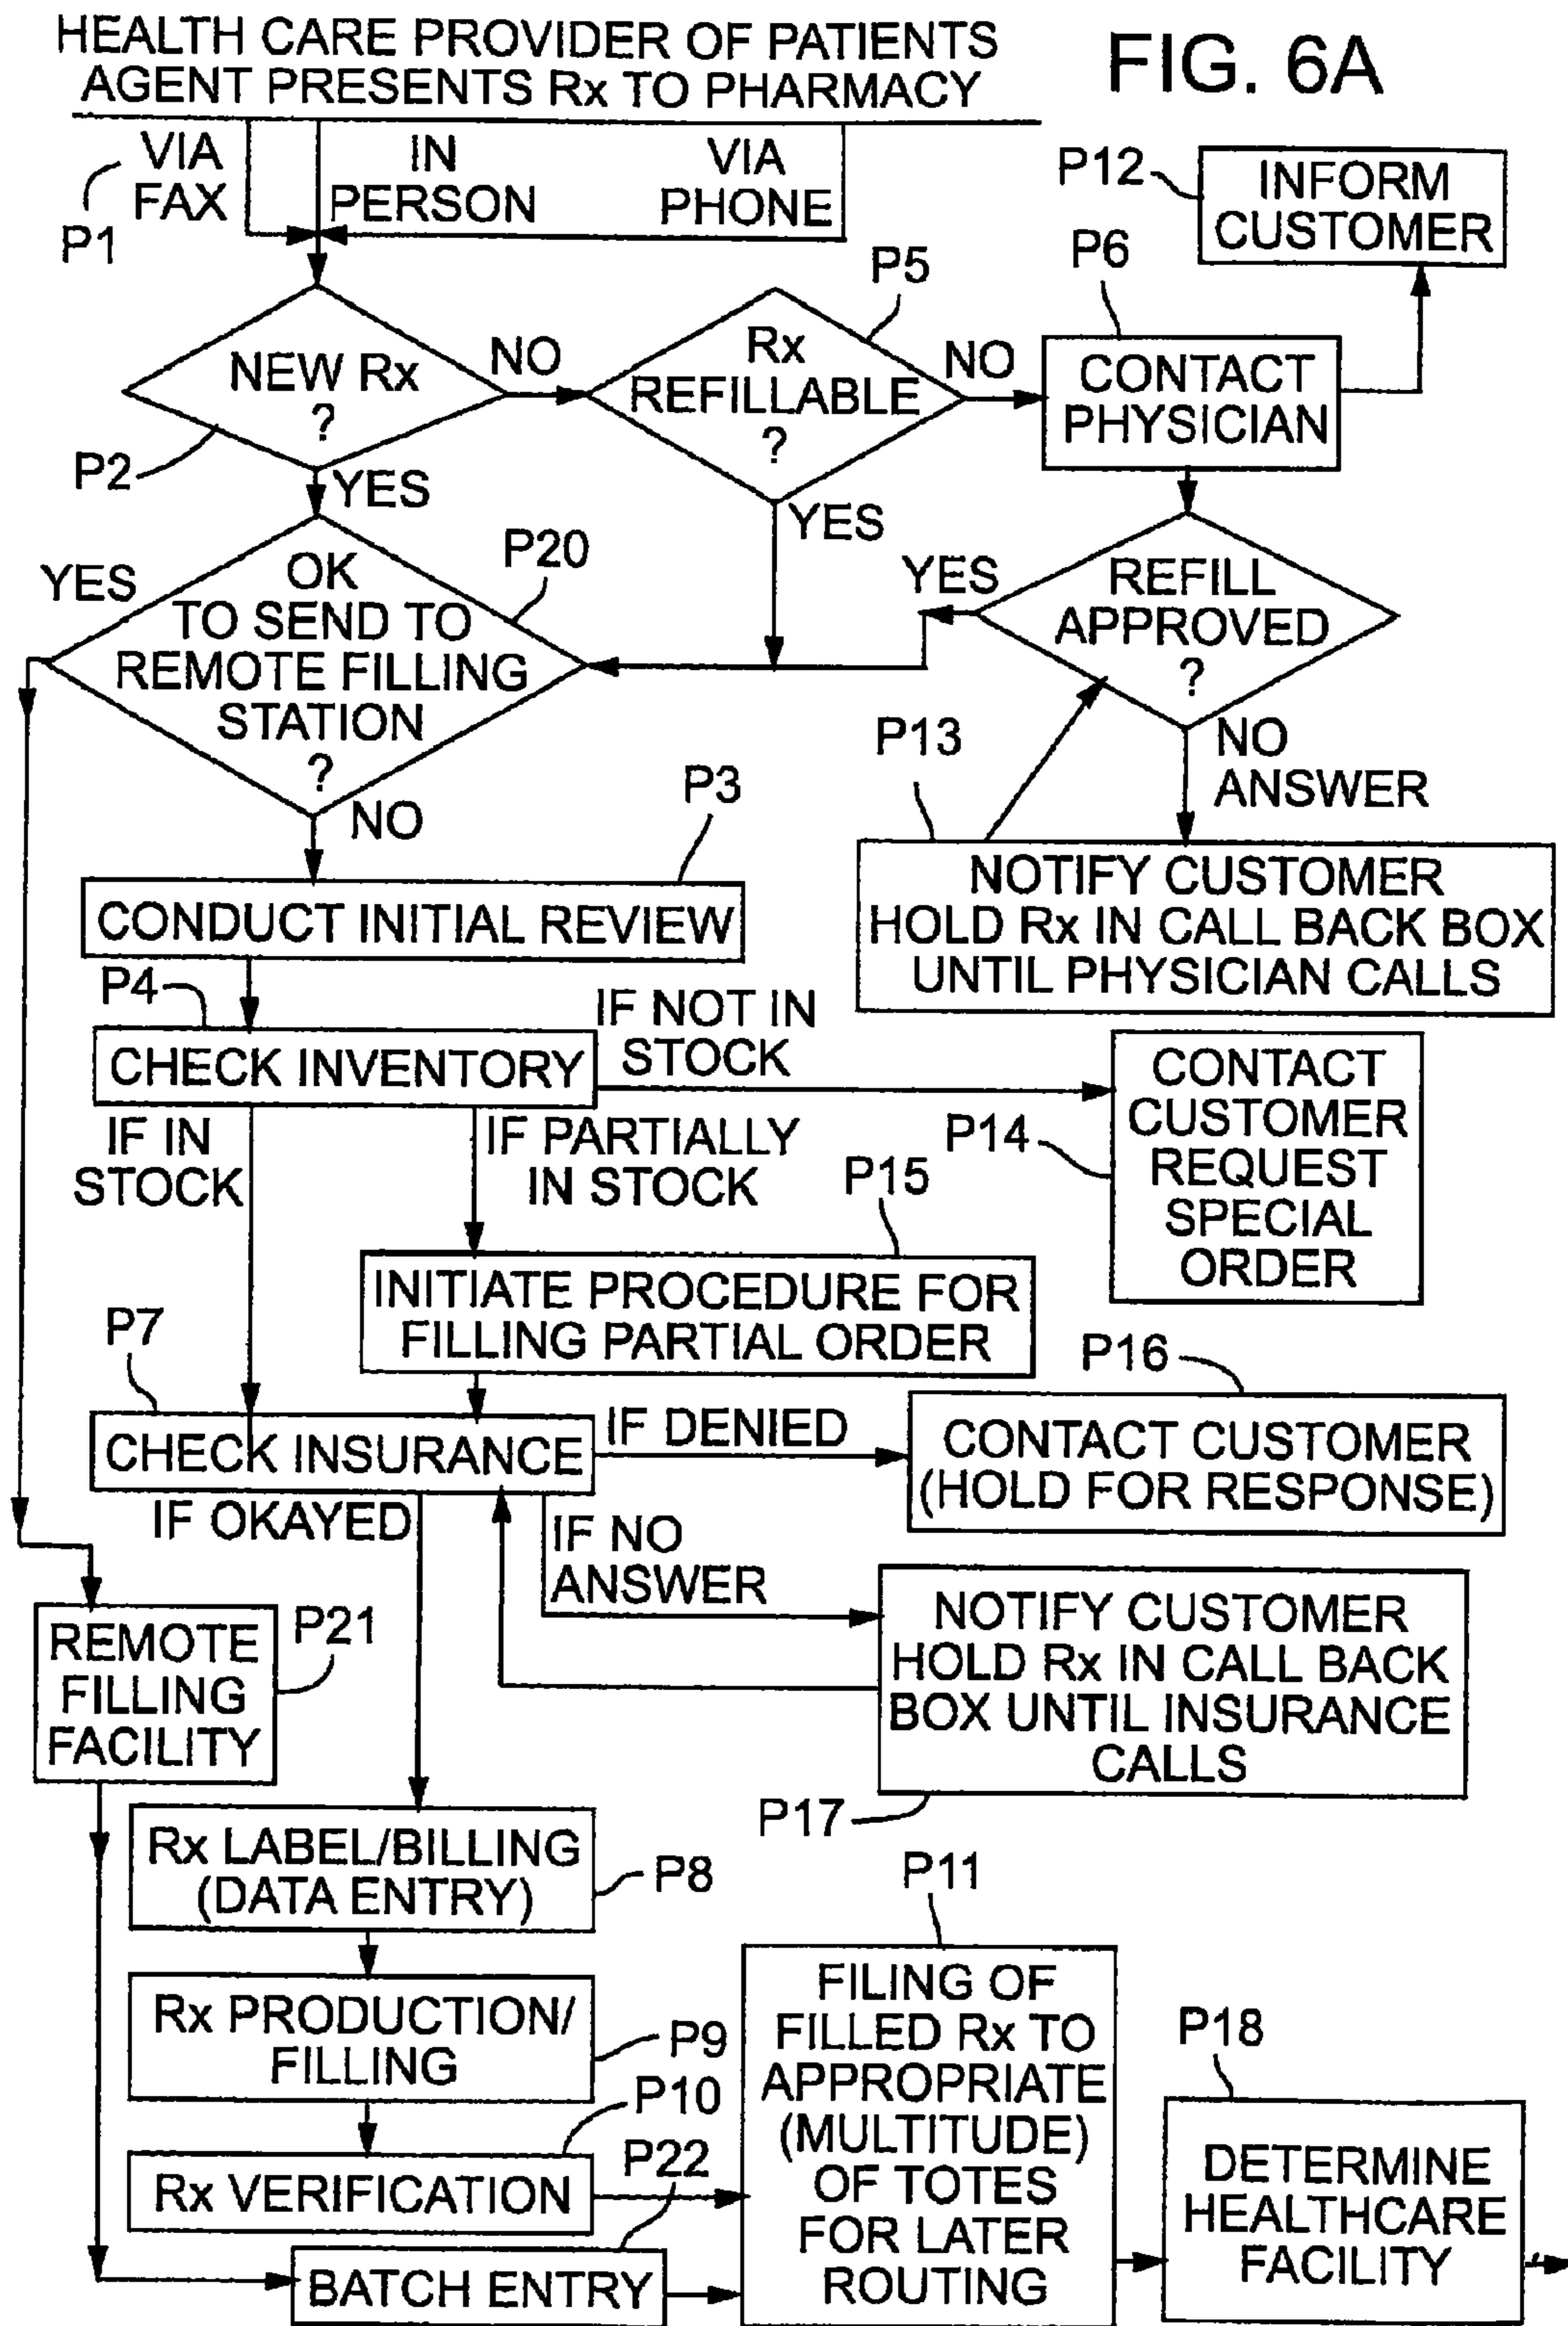 HEALTH CARE PROVIDER OF PATIENTS
AGENT PRESENTS Rx TO PHARMACY
FIG. 6A
VIA
FAX
P1
IN
PERSON
VIA
PHONE
P12
INFORM
CUSTOMER
NEW Rx
?
P2
NO
YES
Rx
REFILLABLE
?
P5
NO
YES
P6
CONTACT
PHYSICIAN
YES
OK
TO SEND TO
REMOTE FILLING
STATION
?
P20
NO
YES
REFILL
APPROVED
?
NO
ANSWER
P13
NOTIFY CUSTOMER
HOLD Rx IN CALL BACK BOX
UNTIL PHYSICIAN CALLS
P3
CONDUCT INITIAL REVIEW
P4
CHECK INVENTORY
IF NOT IN
STOCK
P14
CONTACT
CUSTOMER
REQUEST
SPECIAL
ORDER
IF IN
STOCK
IF PARTIALLY
IN STOCK
P15
INITIATE PROCEDURE FOR
FILLING PARTIAL ORDER
P7
CHECK INSURANCE
IF DENIED
P16
CONTACT CUSTOMER
(HOLD FOR RESPONSE)
IF OKAYED
IF NO
ANSWER
NOTIFY CUSTOMER
HOLD Rx IN CALL BACK
BOX UNTIL INSURANCE
CALLS
P17
REMOTE
FILLING
FACILITY
P21
Rx LABEL/BILLING
(DATA ENTRY)
P8
Rx PRODUCTION/
FILLING
P9
P10
Rx VERIFICATION
P22
BATCH ENTRY
P11
FILING OF
FILLED Rx TO
APPROPRIATE
(MULTITUDE)
OF TOTES
FOR LATER
ROUTING
P18
DETERMINE
HEALTHCARE
FACILITY